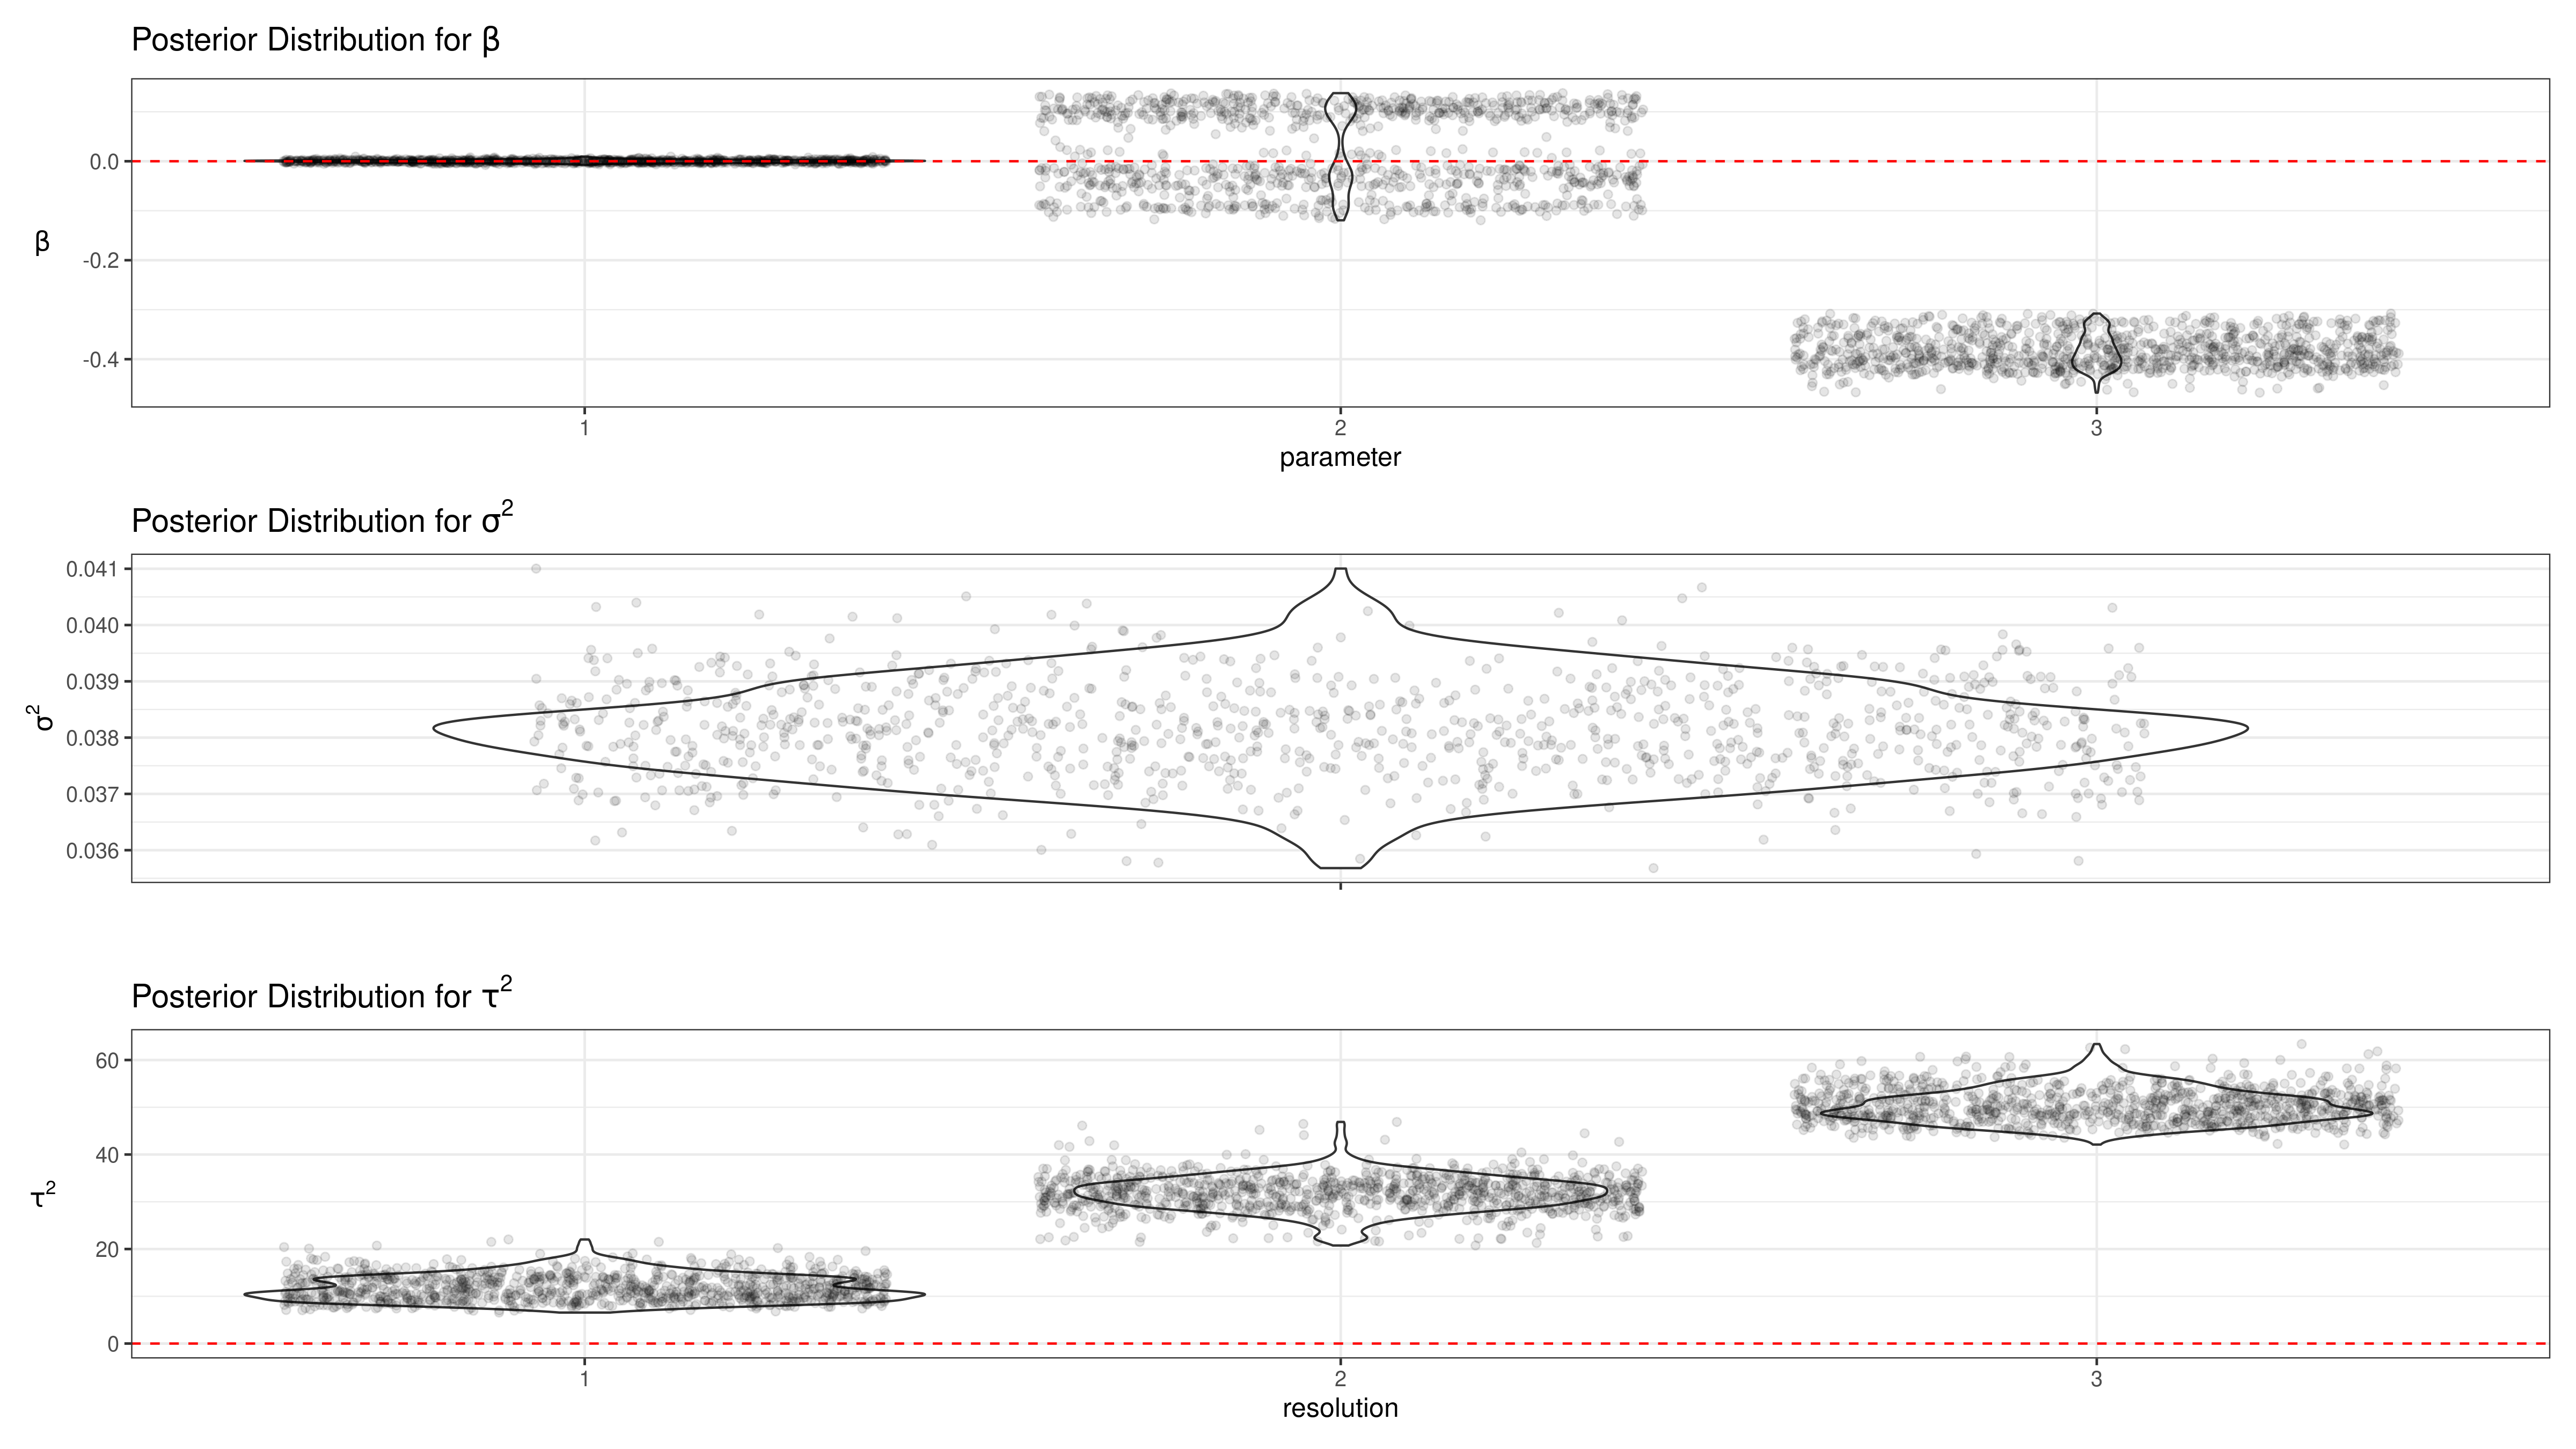 Posterior Distribution for β
0.0
-0.2
-0.4
β
1 2 3
parameter
Posterior Distribution for σ²
0.041
0.040
0.039
0.038
0.037
0.036
σ²
Posterior Distribution for τ²
60
40
20
0
τ²
1 2 3
resolution